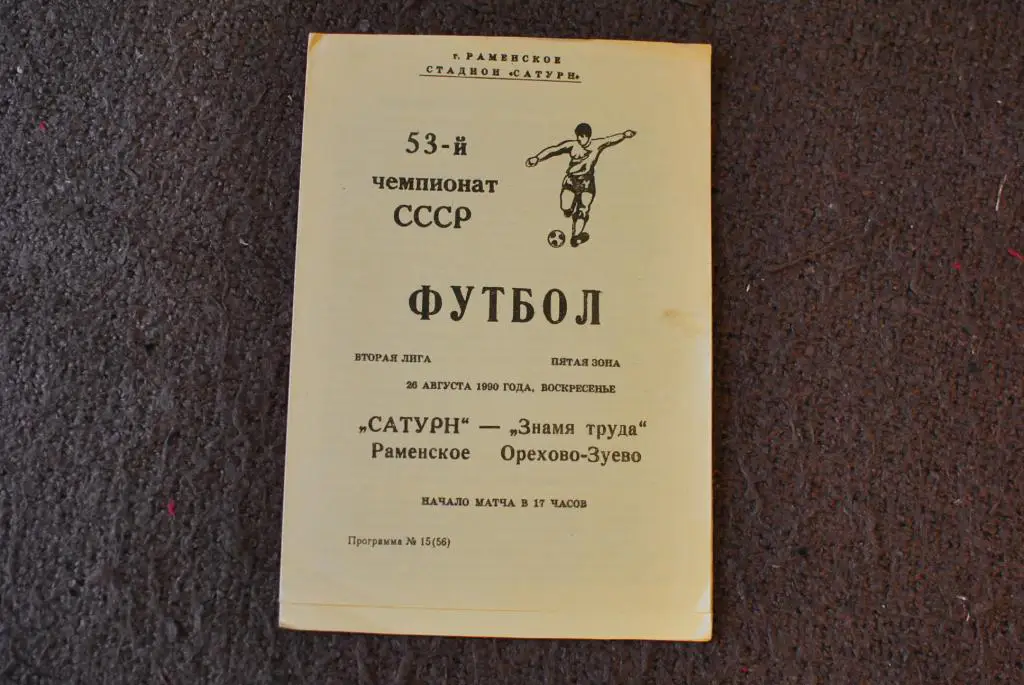 г. РАМЕНСКОЕ
СТАДИОН «САТУРН»
53-й
чемпионат
СССР
ФУТБОЛ
ВТОРАЯ ЛИГА ПЯТАЯ ЗОНА
26 АВГУСТА 1990 ГОДА, ВОСКРЕСЕНЬЕ
„САТУРН“ — „Знамя труда“
Раменское Орехово-Зуево
НАЧАЛО МАТЧА В 17 ЧАСОВ
Программа № 15(56)